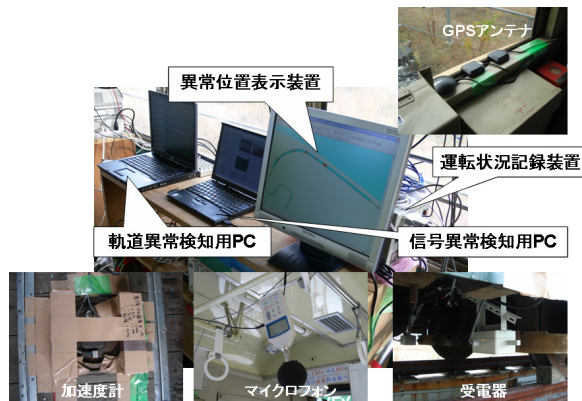 GPSアンテナ
異常位置表示装置
運転状況記録装置
軌道異常検知用PC
信号異常検知用PC
加速度計
マイクロフォン
受電器